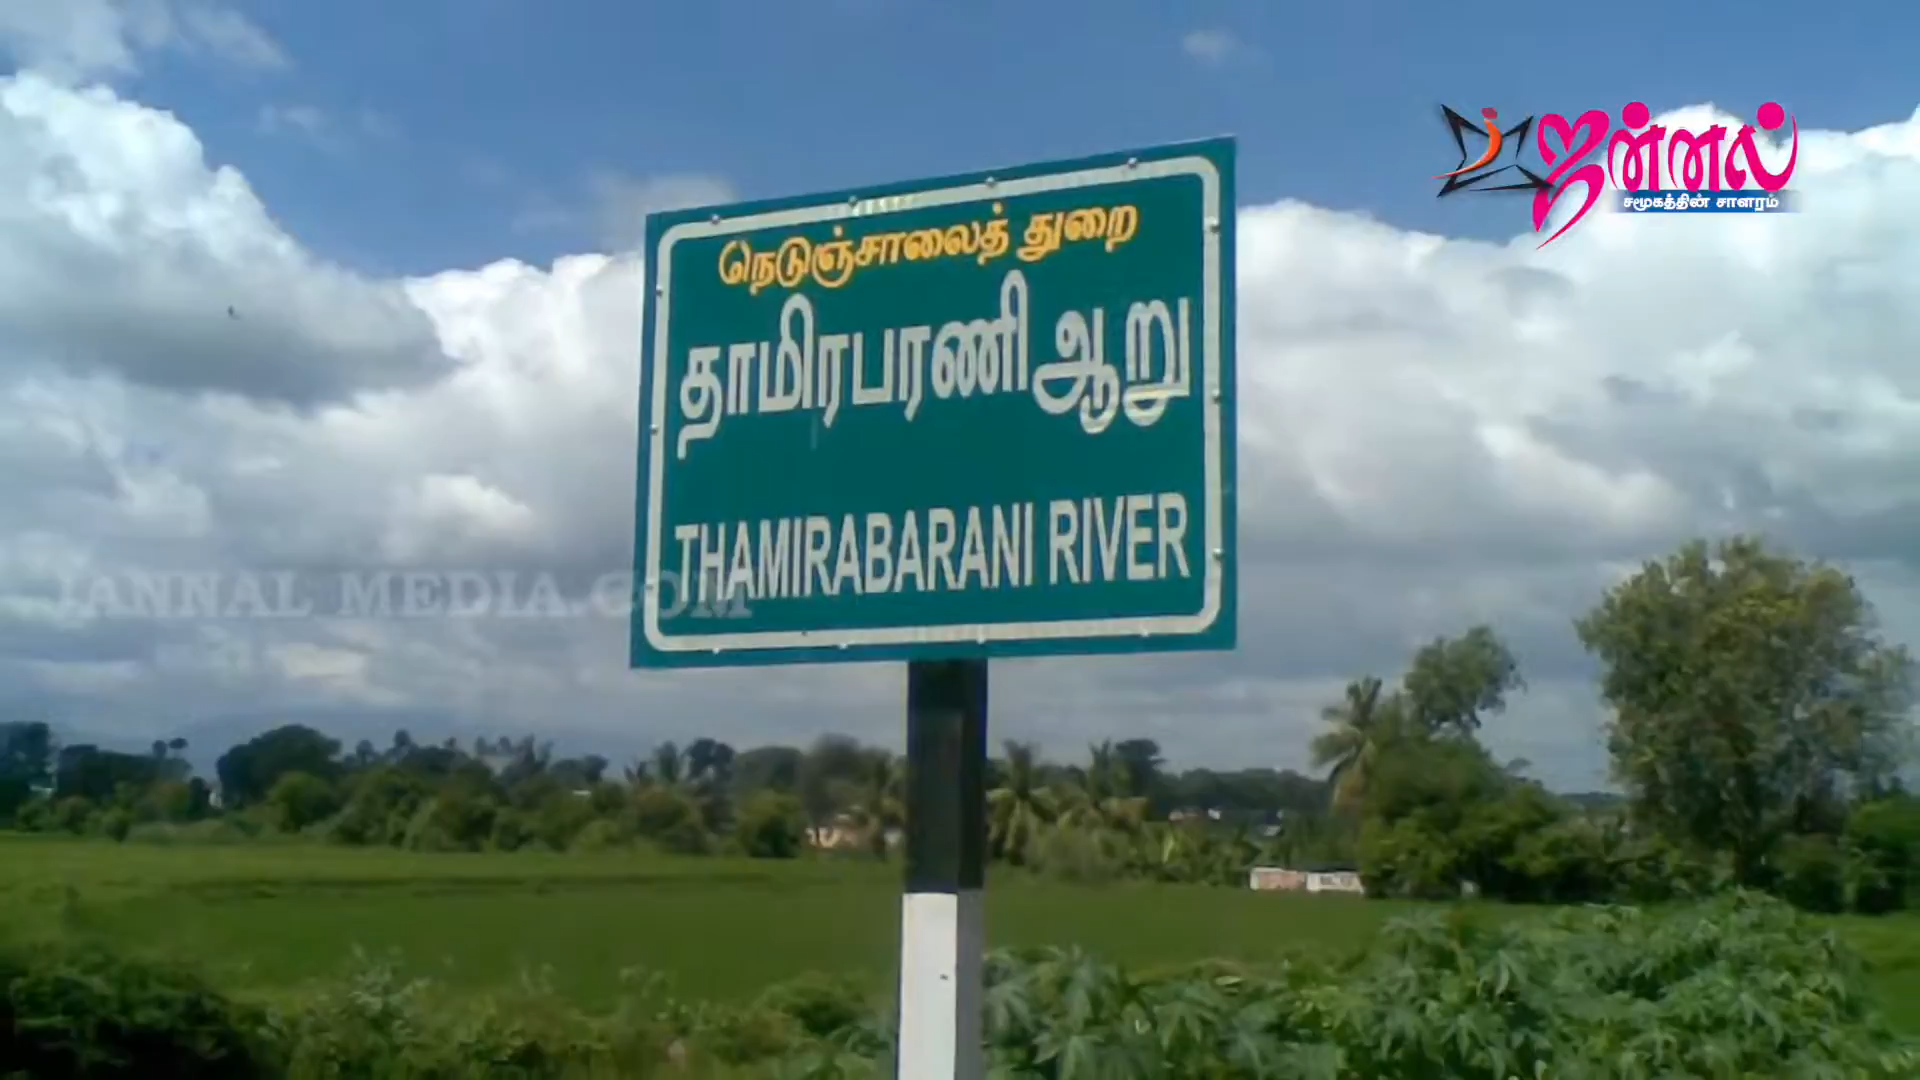 ஜன்னல்
சமூகத்தின் சாளரம்
நெடுஞ்சாலைத் துறை
தாமிரபரணி ஆறு
THAMIRABARANI RIVER
JANNAL MEDIA.COM